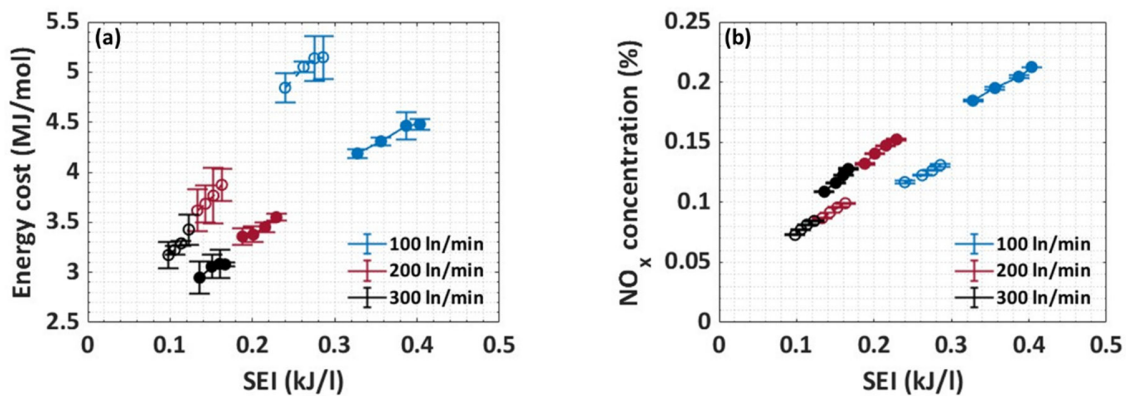 (a)
Energy cost (MJ/mol)
5.5
5
4.5
4
3.5
3
2.5
0
0.1
0.2
0.3
0.4
0.5
SEI (kJ/l)
100 ln/min
200 ln/min
300 ln/min
(b)
NOx concentration (%)
0.25
0.2
0.15
0.1
0.05
0
0
0.1
0.2
0.3
0.4
0.5
SEI (kJ/l)
100 ln/min
200 ln/min
300 ln/min